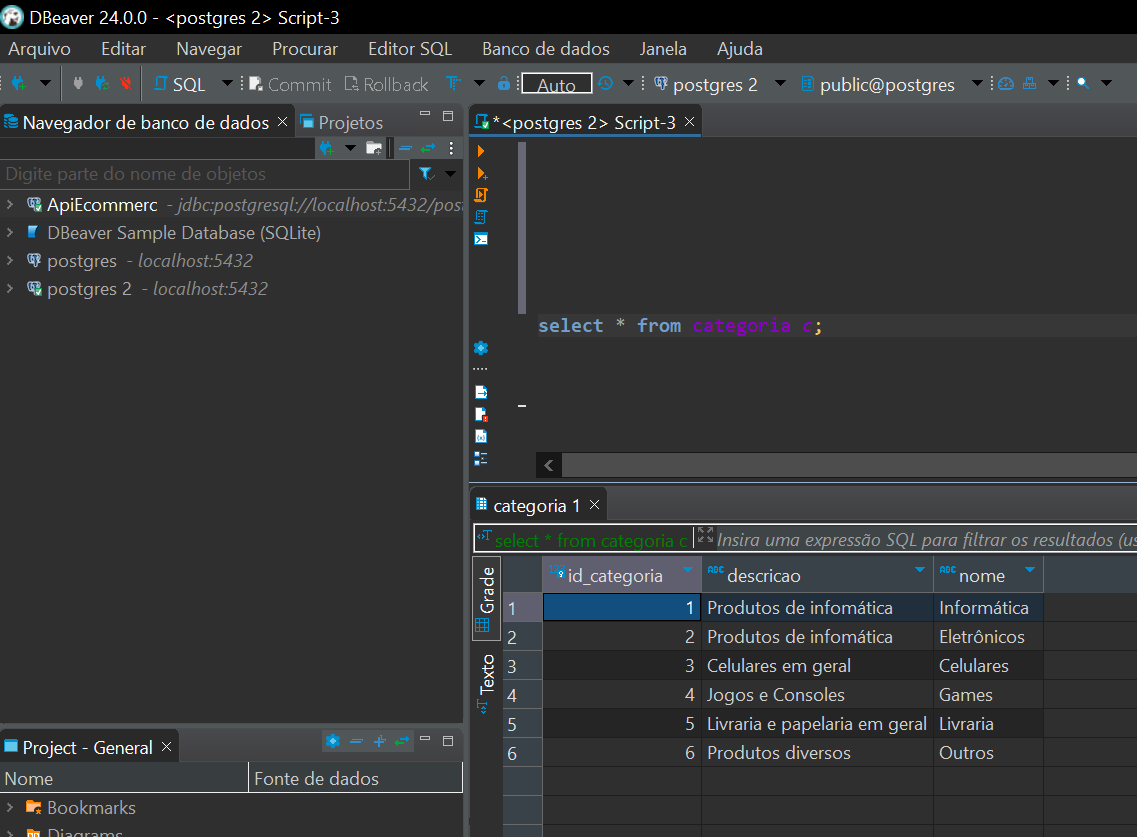 DBeaver 24.0.0 - <postgres 2> Script-3
Arquivo Editar Navegar Procurar Editor SQL Banco de dados Janela Ajuda
SQL Commit Rollback Auto postgres 2 public@postgres
Navegador de banco de dados Projetos
Digite parte do nome de objetos
ApiEcommerc - jdbc:postgresql://localhost:5432/pos
DBeaver Sample Database (SQLite)
postgres - localhost:5432
postgres 2 - localhost:5432
Project - General
Nome Fonte de dados
Bookmarks
Diagrams
*<postgres 2> Script-3
select * from categoria c;
categoria 1
select * from categoria c Insira uma expressão SQL para filtrar os resultados (us
Grade
Texto
id_categoria ABC descricao ABC nome
1 1 Produtos de infomática Informática
2 2 Produtos de infomática Eletrônicos
3 3 Celulares em geral Celulares
4 4 Jogos e Consoles Games
5 5 Livraria e papelaria em geral Livraria
6 6 Produtos diversos Outros